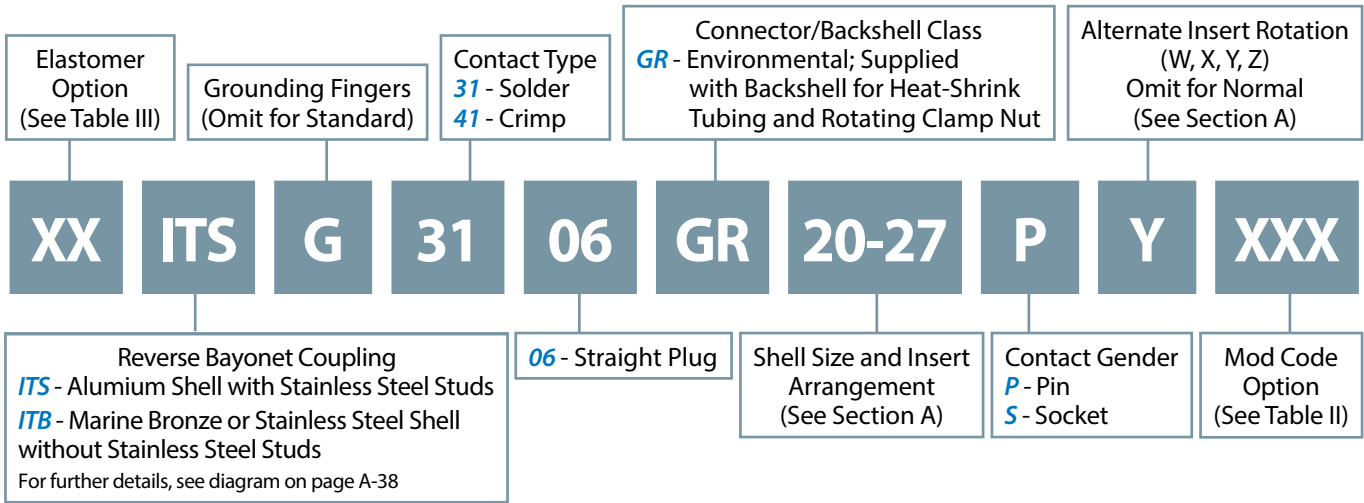 Elastomer
Option
(See Table III)
Grounding Fingers
(Omit for Standard)
Contact Type
31 - Solder
41 - Crimp
Connector/Backshell Class
GR - Environmental; Supplied
with Backshell for Heat-Shrink
Tubing and Rotating Clamp Nut
Alternate Insert Rotation
(W, X, Y, Z)
Omit for Normal
(See Section A)
XX ITS G 31 06 GR 20-27 P Y XXX
Reverse Bayonet Coupling
ITS - Alumium Shell with Stainless Steel Studs
ITB - Marine Bronze or Stainless Steel Shell
without Stainless Steel Studs
For further details, see diagram on page A-38
06 - Straight Plug
Shell Size and Insert
Arrangement
(See Section A)
Contact Gender
P - Pin
S - Socket
Mod Code
Option
(See Table II)